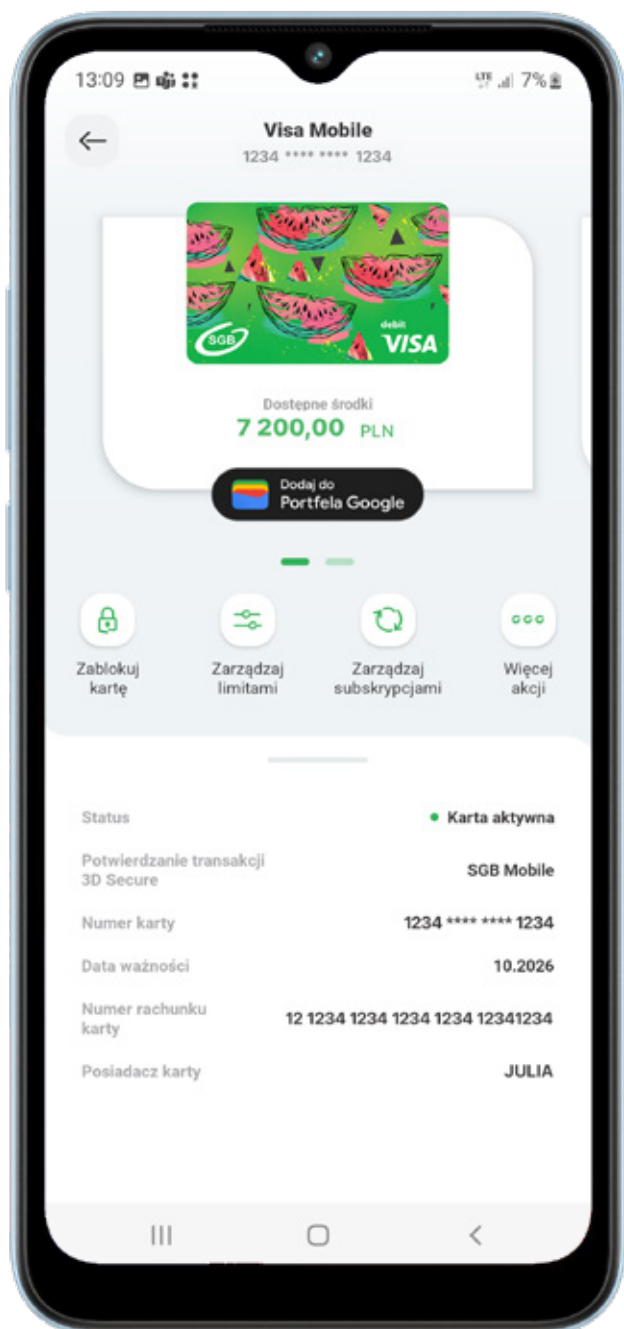 13:09
LTE
7%
Visa Mobile
1234 **** **** 1234
SGB
debit
VISA
Dostępne środki
7 200,00 PLN
Dodaj do
Portfela Google
Zablokuj
kartę
Zarządzaj
limitami
Zarządzaj
subskrypcjami
Więcej
akcji
Status
Karta aktywna
Potwierdzanie transakcji
3D Secure
SGB Mobile
Numer karty
1234 **** **** 1234
Data ważności
10.2026
Numer rachunku
karty
12 1234 1234 1234 1234 12341234
Posiadacz karty
JULIA